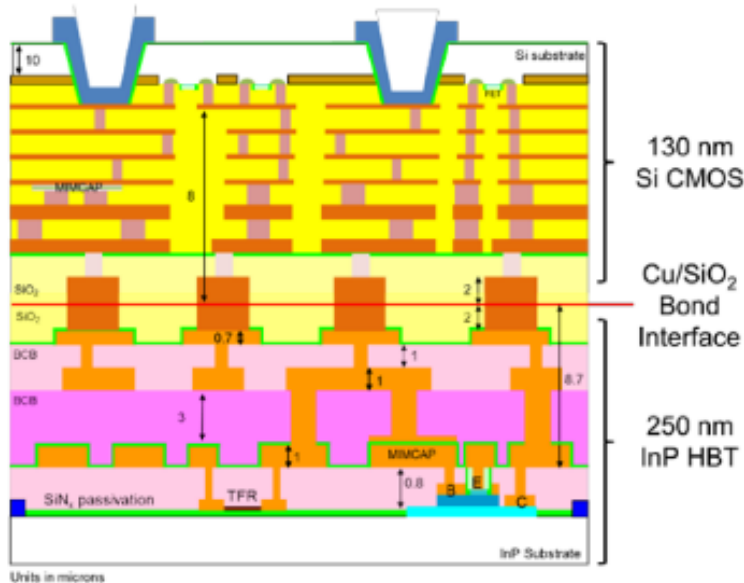 10
Si substrate
FET
MIMCAP
8
130 nm
Si CMOS
SiO2
2
Cu/SiO2
Bond
Interface
SiO2
2
0.7
BCB
1
1
8.7
BCB
3
1
MIMCAP
250 nm
InP HBT
SiNx passivation
TFR
0.8
B
E
C
InP Substrate
Units in microns